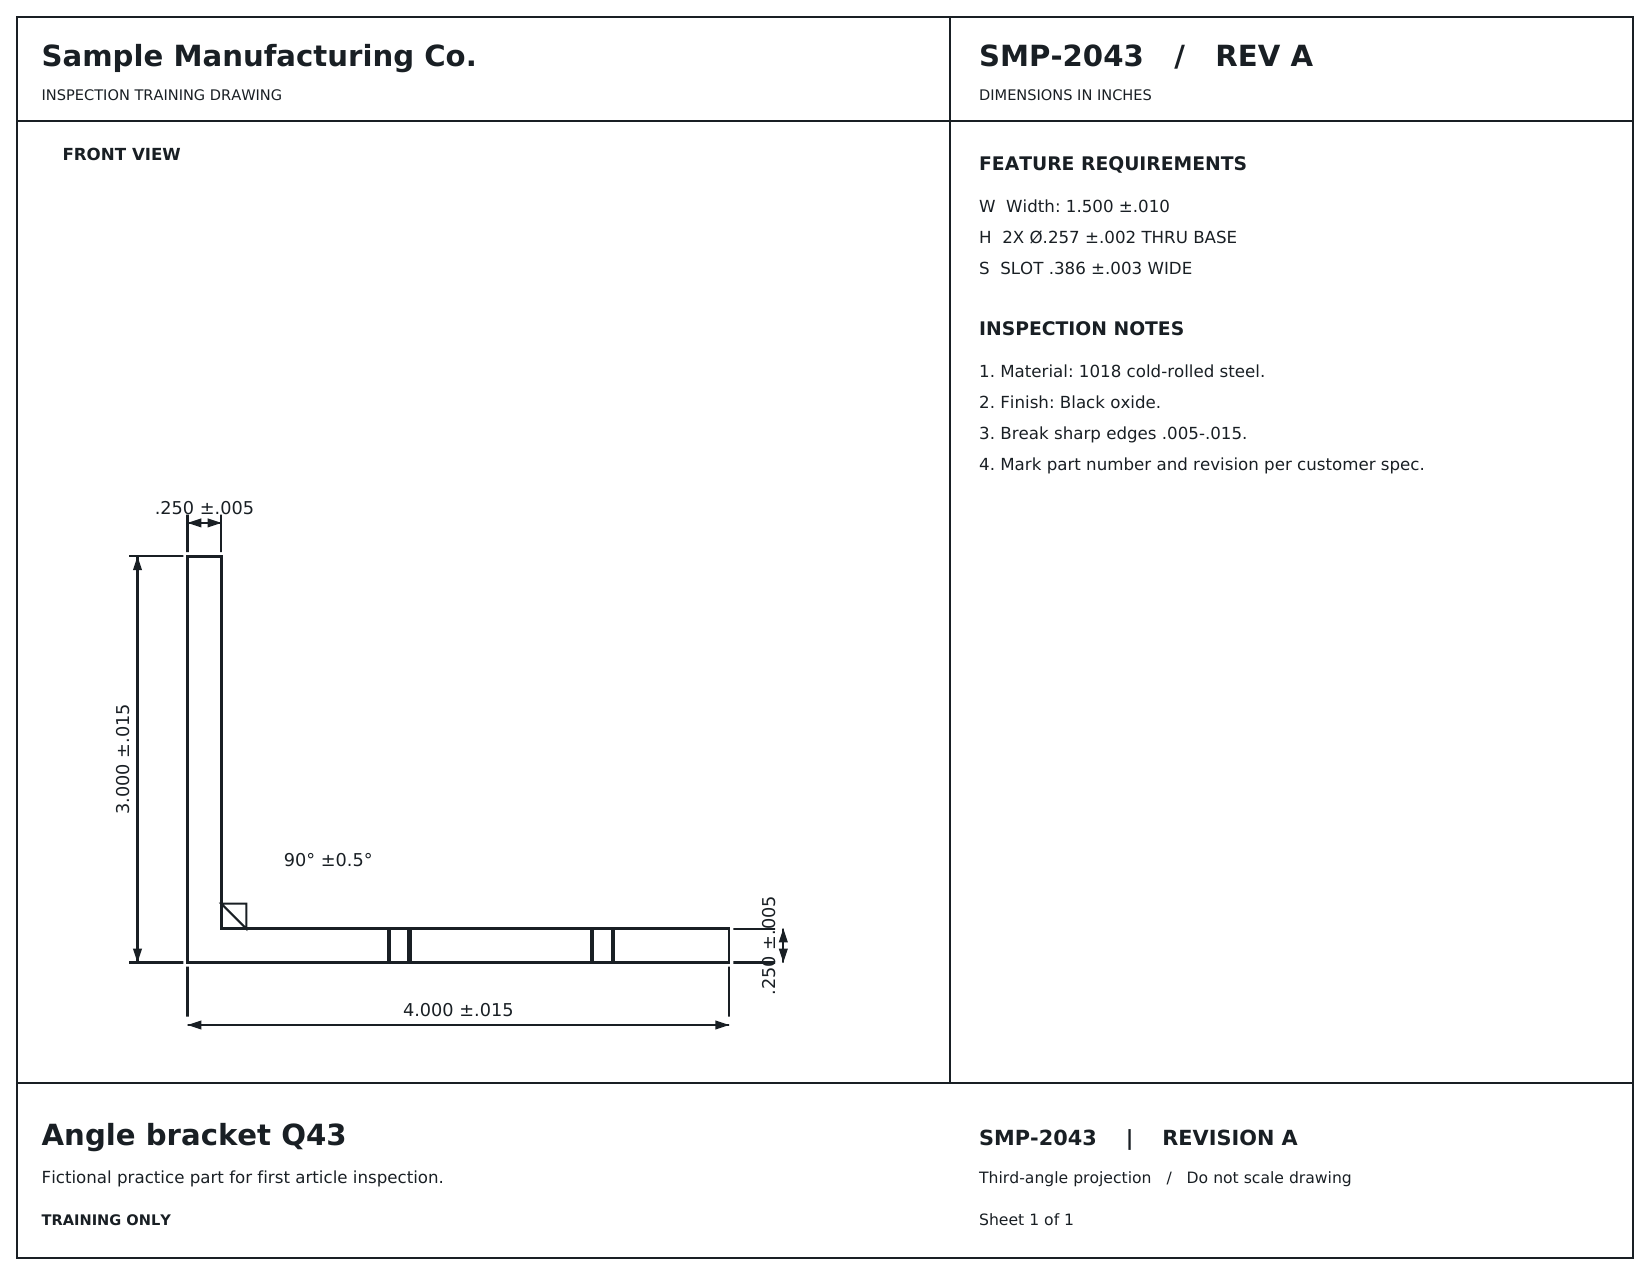 Sample Manufacturing Co.
INSPECTION TRAINING DRAWING
SMP-2043 / REV A
DIMENSIONS IN INCHES
FRONT VIEW
.250 ±.005
3.000 ±.015
90° ±0.5°
.250 ±.005
4.000 ±.015
FEATURE REQUIREMENTS
W Width: 1.500 ±.010
H 2X Ø.257 ±.002 THRU BASE
S SLOT .386 ±.003 WIDE
INSPECTION NOTES
1. Material: 1018 cold-rolled steel.
2. Finish: Black oxide.
3. Break sharp edges .005-.015.
4. Mark part number and revision per customer spec.
Angle bracket Q43
Fictional practice part for first article inspection.
TRAINING ONLY
SMP-2043 | REVISION A
Third-angle projection / Do not scale drawing
Sheet 1 of 1